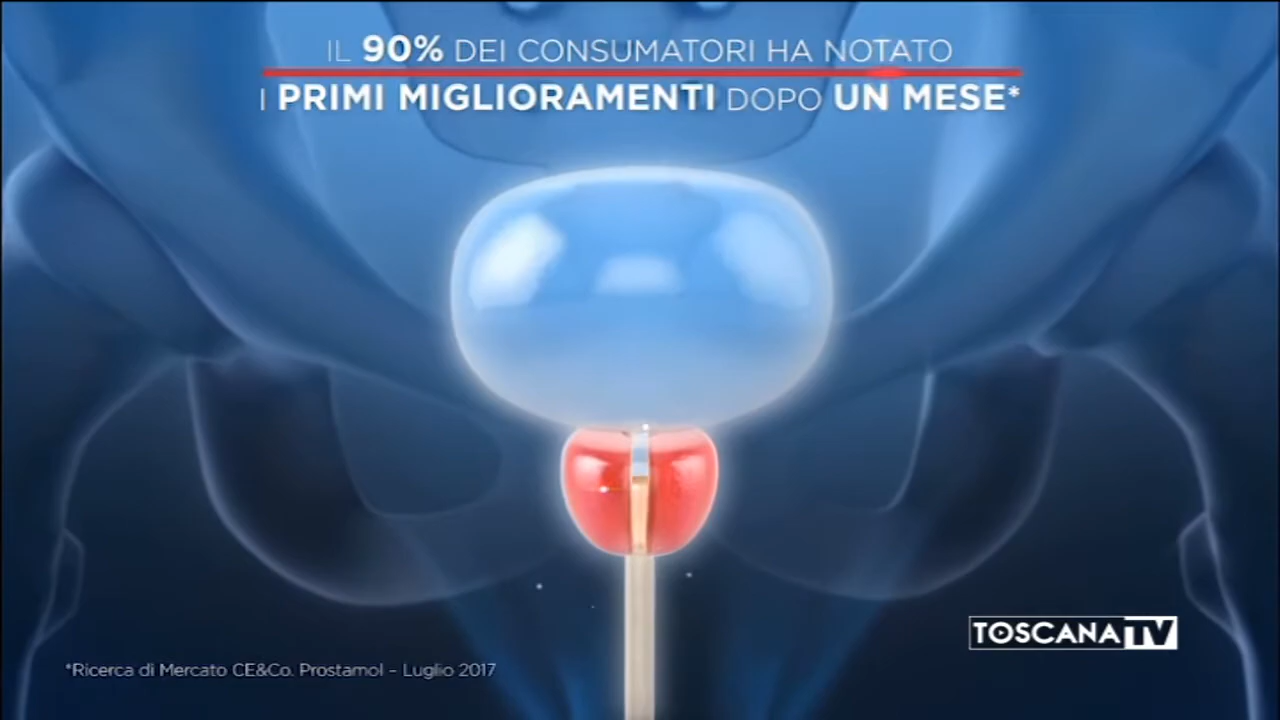 IL 90% DEI CONSUMATORI HA NOTATO
I PRIMI MIGLIORAMENTI DOPO UN MESE*
TOSCANA TV
*Ricerca di Mercato CE&Co. Prostamol – Luglio 2017